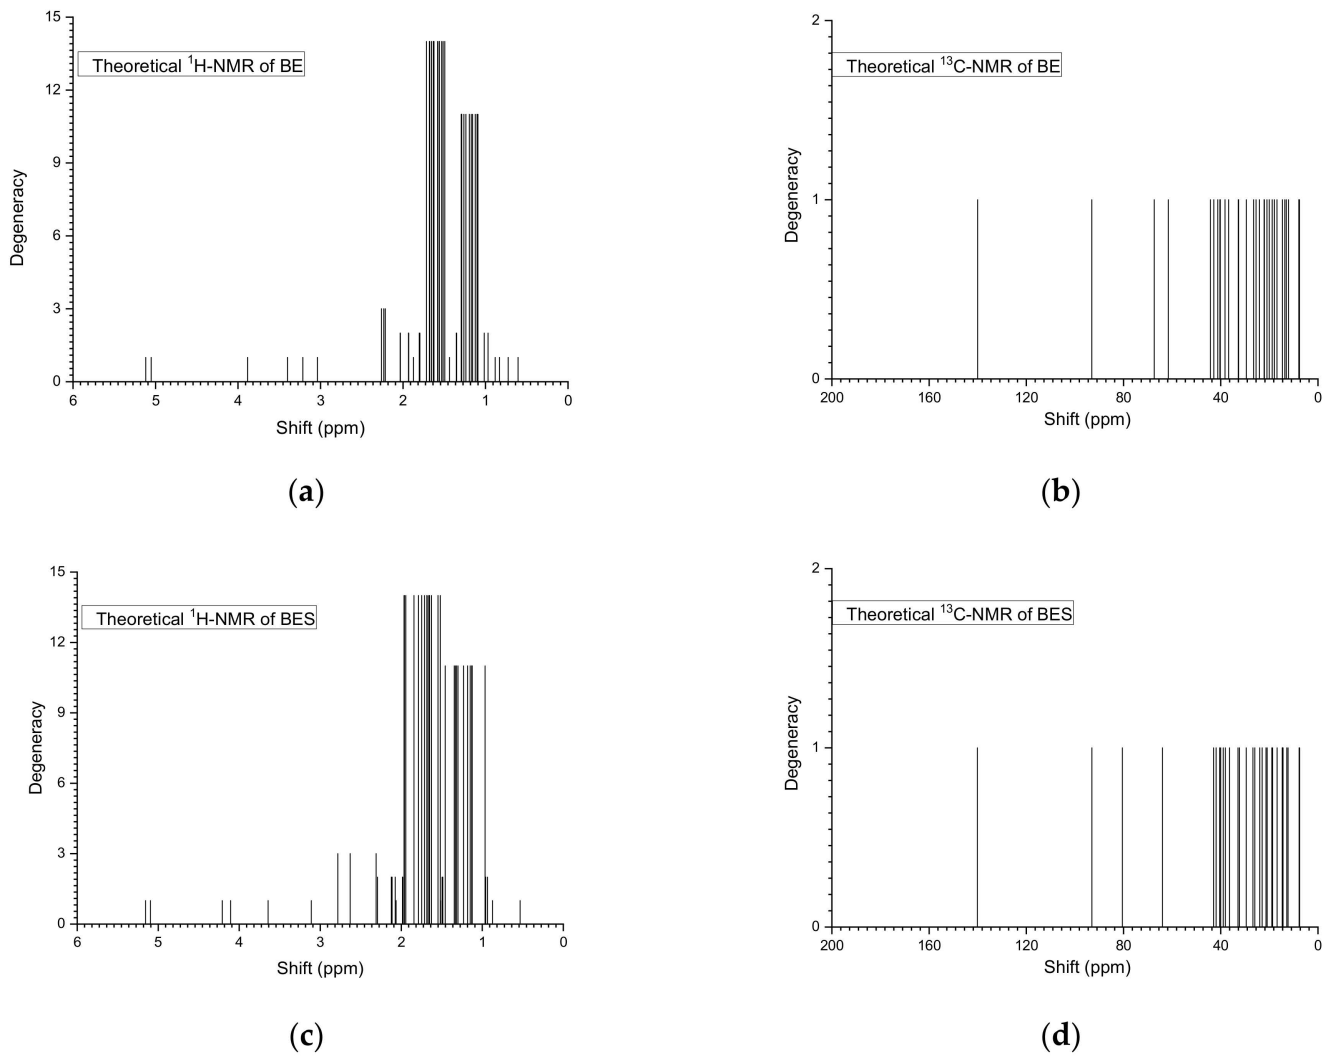 15
12
9
6
3
0
Degeneracy
Theoretical ¹H-NMR of BE
6 5 4 3 2 1 0
Shift (ppm)
(a)
2
1
0
Degeneracy
Theoretical ¹³C-NMR of BE
200 160 120 80 40 0
Shift (ppm)
(b)
15
12
9
6
3
0
Degeneracy
Theoretical ¹H-NMR of BES
6 5 4 3 2 1 0
Shift (ppm)
(c)
2
1
0
Degeneracy
Theoretical ¹³C-NMR of BES
200 160 120 80 40 0
Shift (ppm)
(d)